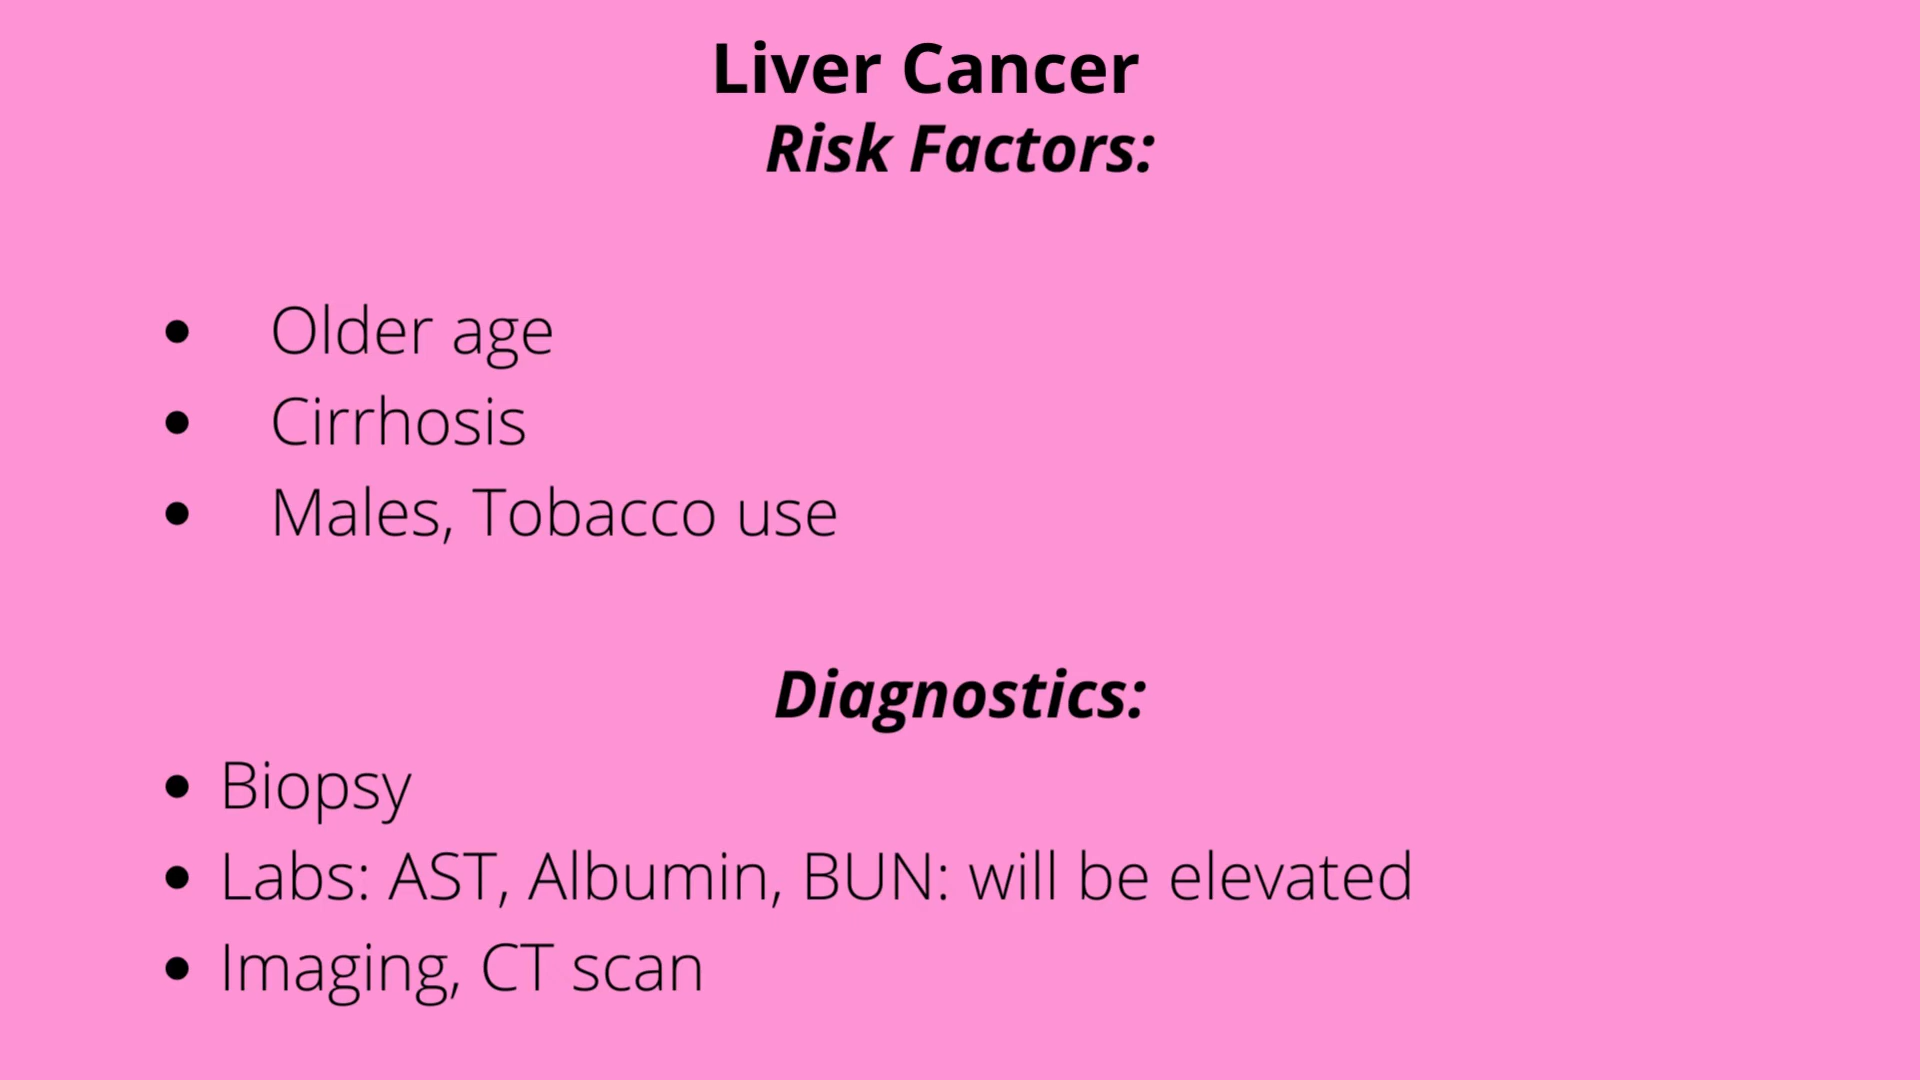 Liver Cancer
Risk Factors:
• Older age
• Cirrhosis
• Males, Tobacco use
Diagnostics:
• Biopsy
• Labs: AST, Albumin, BUN: will be elevated
• Imaging, CT scan